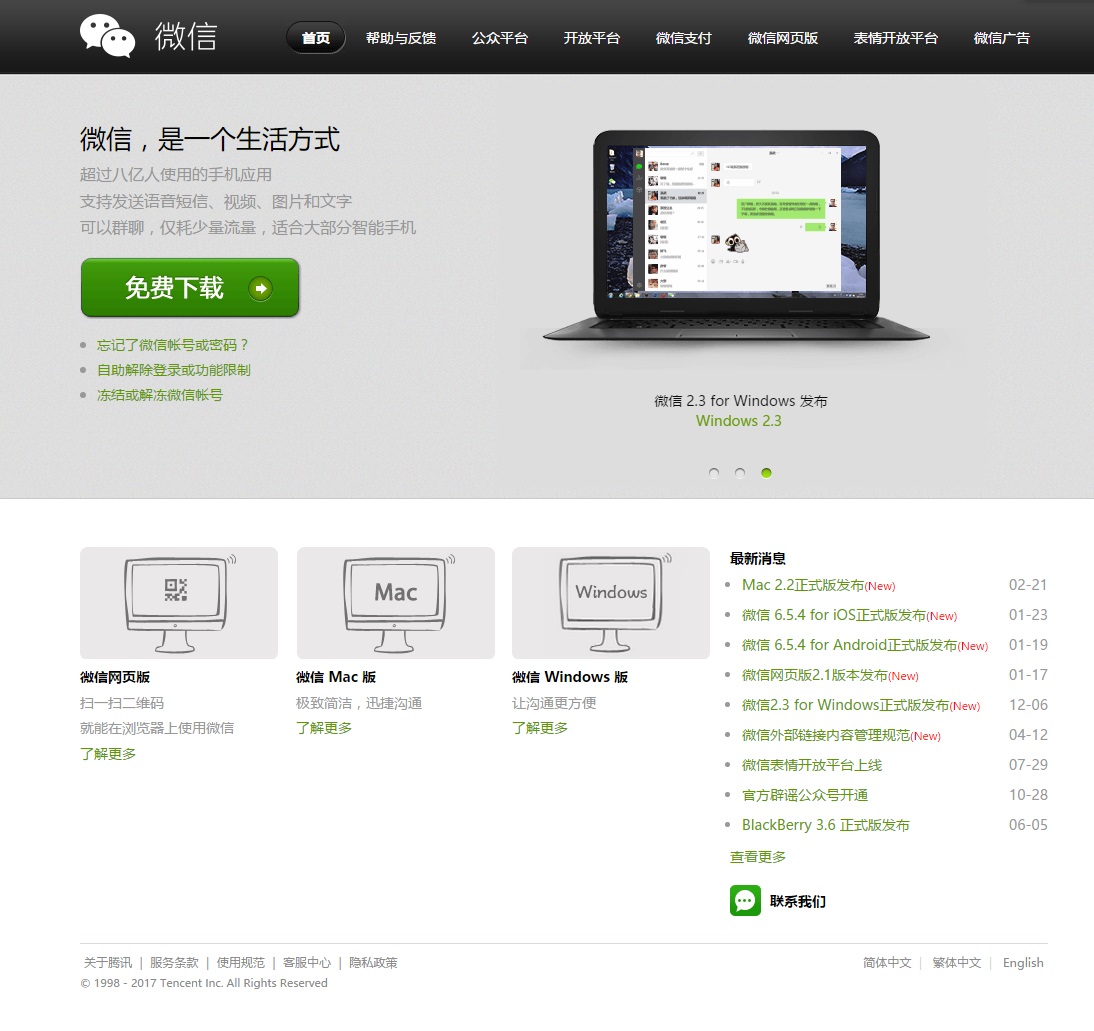 微信
首页
帮助与反馈
公众平台
开放平台
微信支付
微信网页版
表情开放平台
微信广告
微信，是一个生活方式
超过八亿人使用的手机应用
支持发送语音短信、视频、图片和文字
可以群聊，仅耗少量流量，适合大部分智能手机
免费下载
忘记了微信帐号或密码？
自助解除登录或功能限制
冻结或解冻微信帐号
微信 2.3 for Windows 发布
Windows 2.3
Mac
Windows
微信网页版
扫一扫二维码
就能在浏览器上使用微信
了解更多
微信 Mac 版
极致简洁，迅捷沟通
了解更多
微信 Windows 版
让沟通更方便
了解更多
最新消息
Mac 2.2正式版发布(New) 02-21
微信 6.5.4 for iOS正式版发布(New) 01-23
微信 6.5.4 for Android正式版发布(New) 01-19
微信网页版2.1版本发布(New) 01-17
微信2.3 for Windows正式版发布(New) 12-06
微信外部链接内容管理规范(New) 04-12
微信表情开放平台上线 07-29
官方辟谣公众号开通 10-28
BlackBerry 3.6 正式版发布 06-05
查看更多
联系我们
关于腾讯 | 服务条款 | 使用规范 | 客服中心 | 隐私政策
简体中文 | 繁体中文 | English
© 1998 - 2017 Tencent Inc. All Rights Reserved